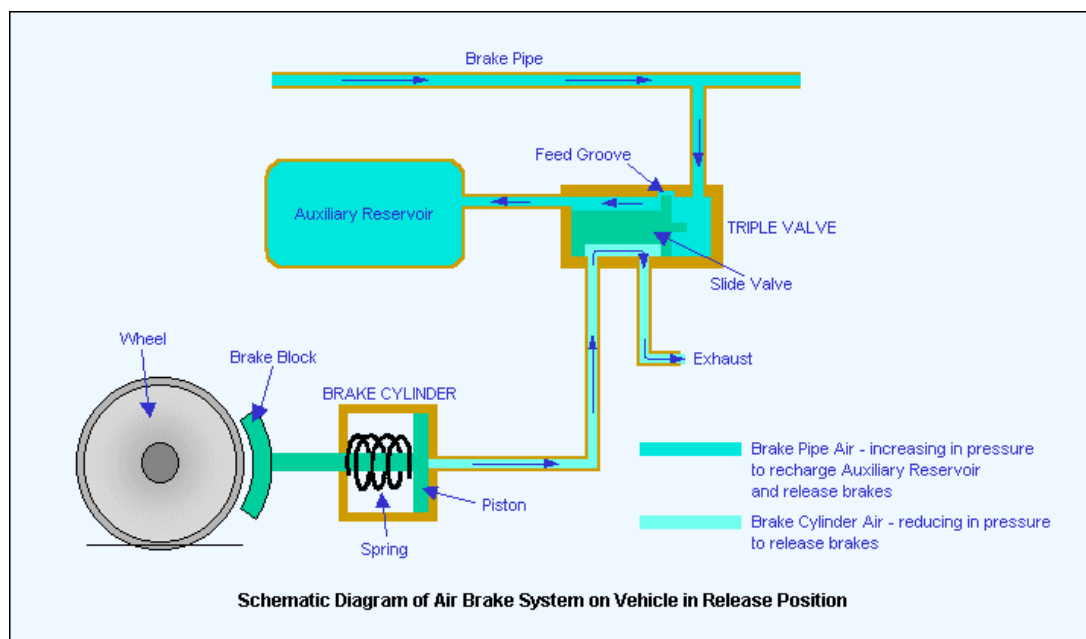 Brake Pipe
Feed Groove
Auxiliary Reservoir
TRIPLE VALVE
Slide Valve
Wheel
Brake Block
Exhaust
BRAKE CYLINDER
Brake Pipe Air - increasing in pressure
to recharge Auxiliary Reservoir
and release brakes
Piston
Brake Cylinder Air - reducing in pressure
to release brakes
Spring
Schematic Diagram of Air Brake System on Vehicle in Release Position